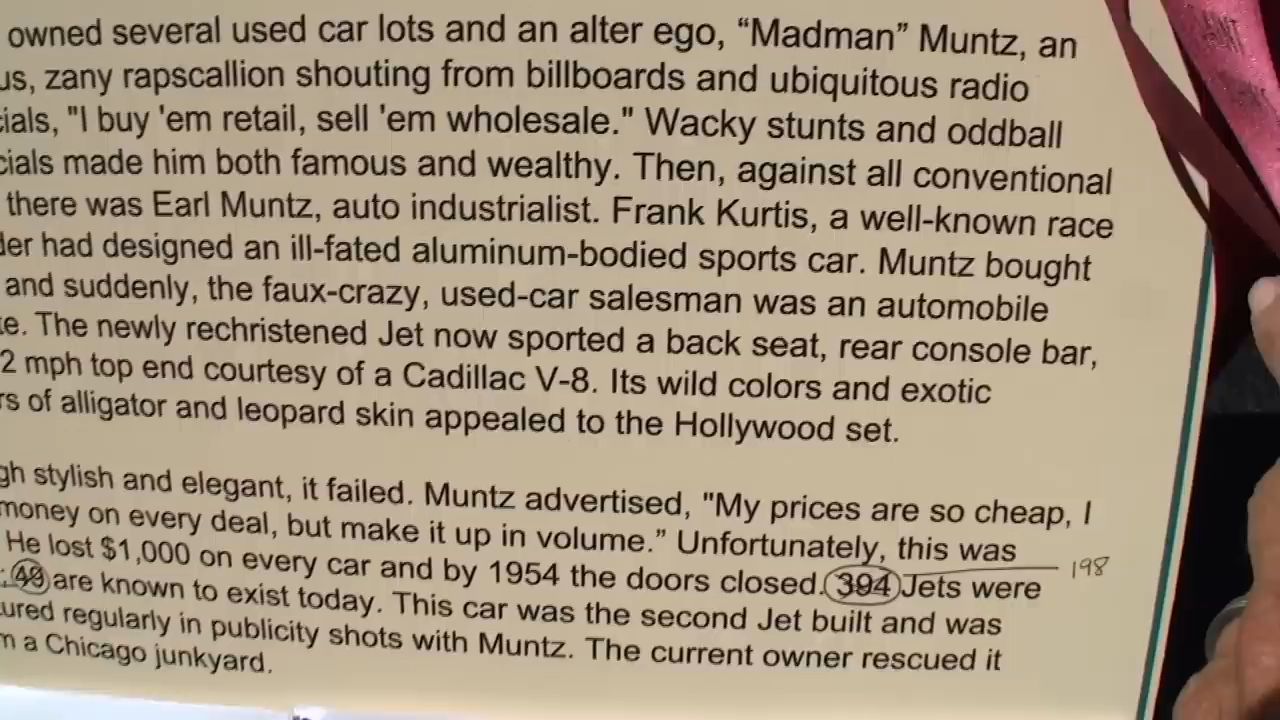 owned several used car lots and an alter ego, “Madman” Muntz, an
us, zany rapscallion shouting from billboards and ubiquitous radio
cials, "I buy 'em retail, sell 'em wholesale." Wacky stunts and oddball
cials made him both famous and wealthy. Then, against all conventional
there was Earl Muntz, auto industrialist. Frank Kurtis, a well-known race
der had designed an ill-fated aluminum-bodied sports car. Muntz bought
and suddenly, the faux-crazy, used-car salesman was an automobile
te. The newly rechristened Jet now sported a back seat, rear console bar,
2 mph top end courtesy of a Cadillac V-8. Its wild colors and exotic
rs of alligator and leopard skin appealed to the Hollywood set.
gh stylish and elegant, it failed. Muntz advertised, "My prices are so cheap, I
money on every deal, but make it up in volume.” Unfortunately, this was
He lost $1,000 on every car and by 1954 the doors closed. 394 Jets were 198
49 are known to exist today. This car was the second Jet built and was
ured regularly in publicity shots with Muntz. The current owner rescued it
m a Chicago junkyard.